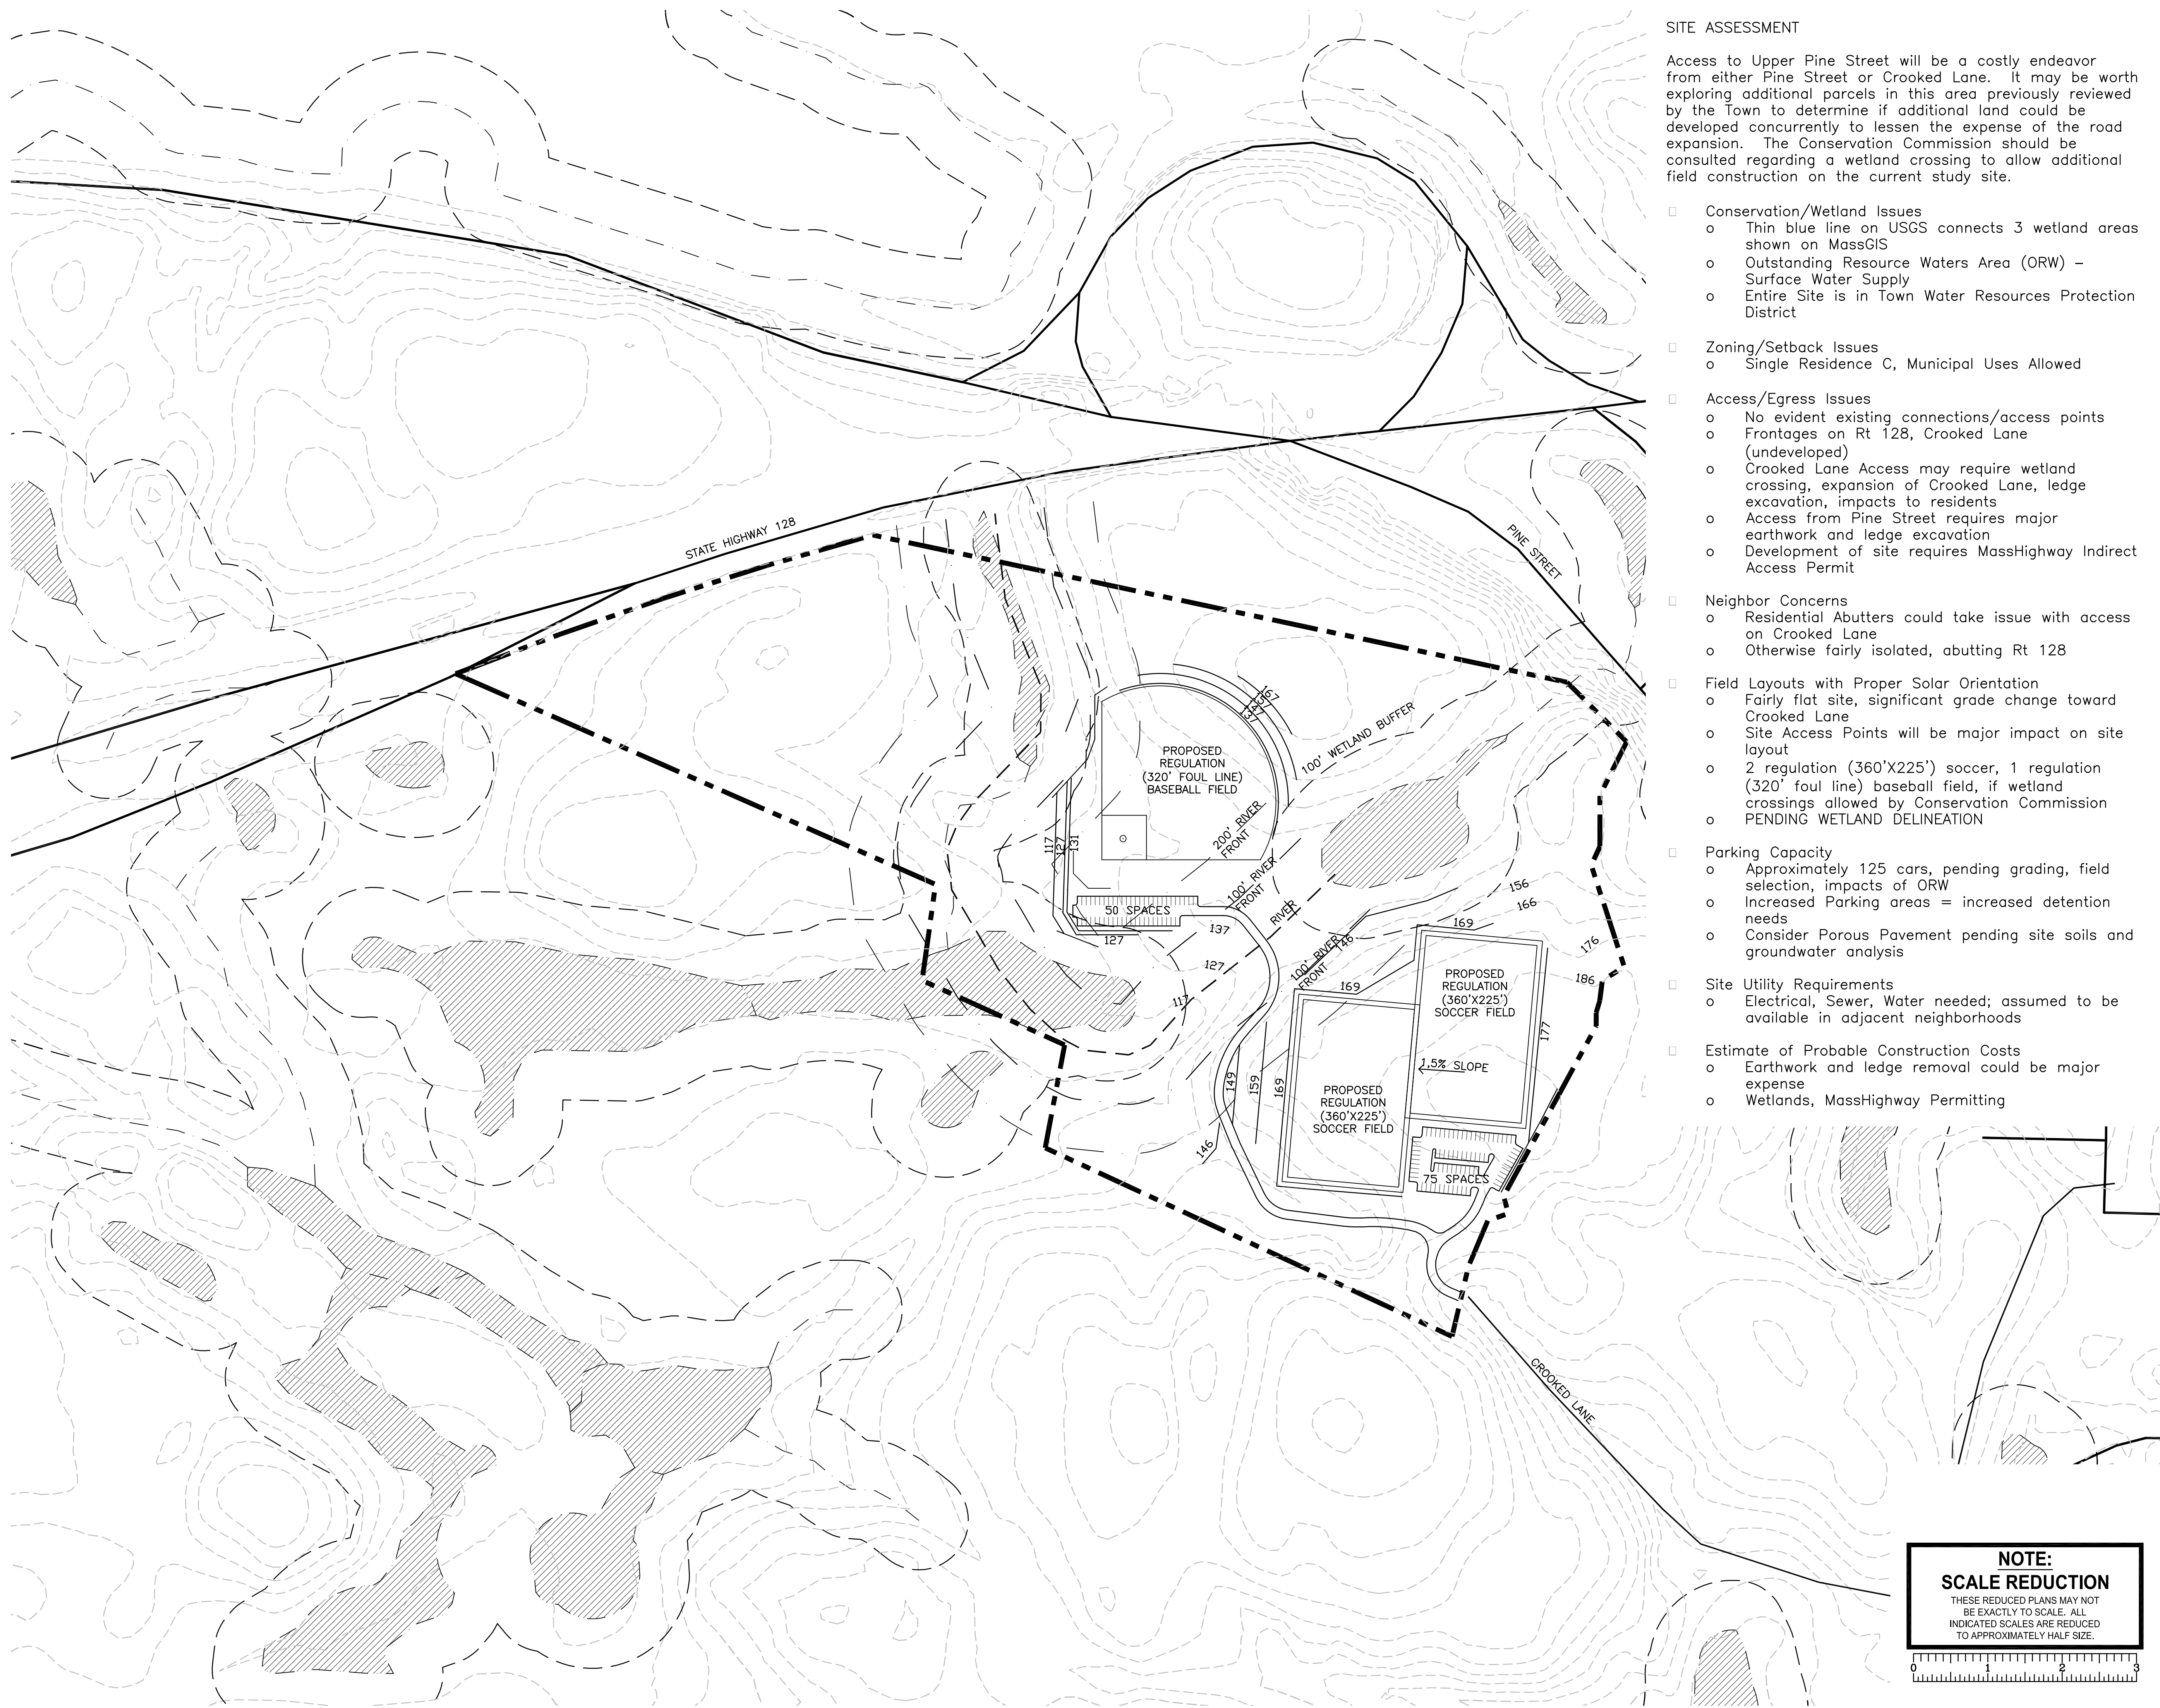 SITE ASSESSMENT
Access to Upper Pine Street will be a costly endeavor
from either Pine Street or Crooked Lane. It may be worth
exploring additional parcels in this area previously reviewed
by the Town to determine if additional land could be
developed concurrently to lessen the expense of the road
expansion. The Conservation Commission should be
consulted regarding a wetland crossing to allow additional
field construction on the current study site.
Conservation/Wetland Issues
o Thin blue line on USGS connects 3 wetland areas
shown on MassGIS
o Outstanding Resource Waters Area (ORW) –
Surface Water Supply
o Entire Site is in Town Water Resources Protection
District
Zoning/Setback Issues
o Single Residence C, Municipal Uses Allowed
Access/Egress Issues
o No evident existing connections/access points
o Frontages on Rt 128, Crooked Lane
(undeveloped)
o Crooked Lane Access may require wetland
crossing, expansion of Crooked Lane, ledge
excavation, impacts to residents
o Access from Pine Street requires major
earthwork and ledge excavation
o Development of site requires MassHighway Indirect
Access Permit
Neighbor Concerns
o Residential Abutters could take issue with access
on Crooked Lane
o Otherwise fairly isolated, abutting Rt 128
Field Layouts with Proper Solar Orientation
o Fairly flat site, significant grade change toward
Crooked Lane
o Site Access Points will be major impact on site
layout
o 2 regulation (360'X225') soccer, 1 regulation
(320' foul line) baseball field, if wetland
crossings allowed by Conservation Commission
o PENDING WETLAND DELINEATION
Parking Capacity
o Approximately 125 cars, pending grading, field
selection, impacts of ORW
o Increased Parking areas = increased detention
needs
o Consider Porous Pavement pending site soils and
groundwater analysis
Site Utility Requirements
o Electrical, Sewer, Water needed; assumed to be
available in adjacent neighborhoods
Estimate of Probable Construction Costs
o Earthwork and ledge removal could be major
expense
o Wetlands, MassHighway Permitting
STATE HIGHWAY 128
PINE STREET
167
137
100' WETLAND BUFFER
PROPOSED
REGULATION
(320' FOUL LINE)
BASEBALL FIELD
200' RIVER
FRONT
117
127
131
100' RIVER
FRONT
50 SPACES
RIVER
127
137
127
117
156
166
169
176
186
146
100' RIVER
FRONT
169
PROPOSED
REGULATION
(360'X225')
SOCCER FIELD
177
1.5% SLOPE
149
159
169
PROPOSED
REGULATION
(360'X225')
SOCCER FIELD
146
75 SPACES
CROOKED LANE
NOTE:
SCALE REDUCTION
THESE REDUCED PLANS MAY NOT
BE EXACTLY TO SCALE. ALL
INDICATED SCALES ARE REDUCED
TO APPROXIMATELY HALF SIZE.
0 1 2 3